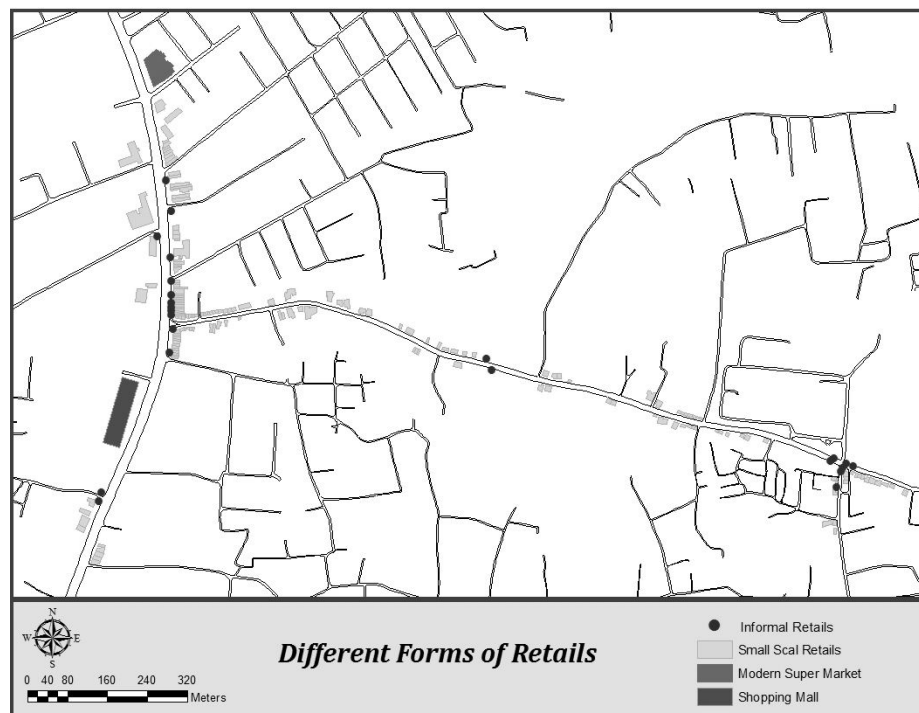 N
W E
S
0 40 80 160 240 320
Meters
Different Forms of Retails
Informal Retails
Small Scal Retails
Modern Super Market
Shopping Mall